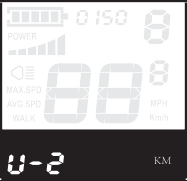 0150
8
POWER
8
MAX.SPD
AVG.SPD
88
MPH
WALK
Km/h
U-2 KM